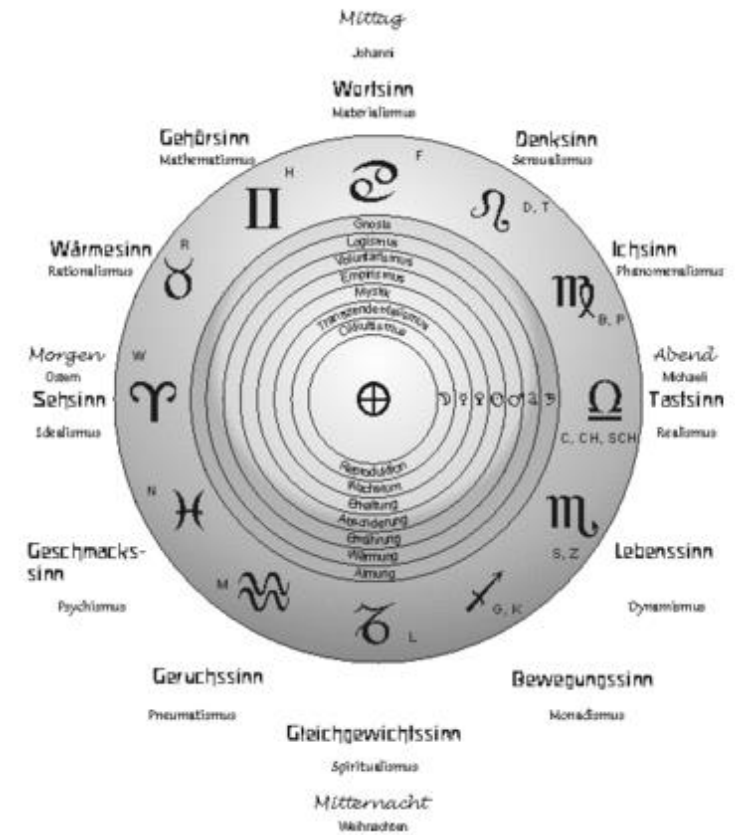 Mittag
Johanni
Wortsinn
Materialismus
Gehörsinn
Mathematismus
Denksinn
Sensualismus
H
F
D, T
R
Wärmesinn
Rationalismus
Ichsinn
Phänomenalismus
B, P
Gnosis
Logismus
Voluntarismus
Empirismus
Mystik
Transzendentalismus
Okkultismus
Morgen
Ostern
Sehsinn
Idealismus
W
Abend
Michaeli
Tastsinn
Realismus
C, CH, SCH
Reproduktion
Wachstum
Erhaltung
Absonderung
Ernährung
Wärmung
Atmung
N
Geschmacks-
sinn
Psychismus
S, Z
Lebenssinn
Dynamismus
M
G, K
L
Geruchssinn
Pneumatismus
Bewegungssinn
Monadismus
Gleichgewichtssinn
Spiritualismus
Mitternacht
Weihnachten